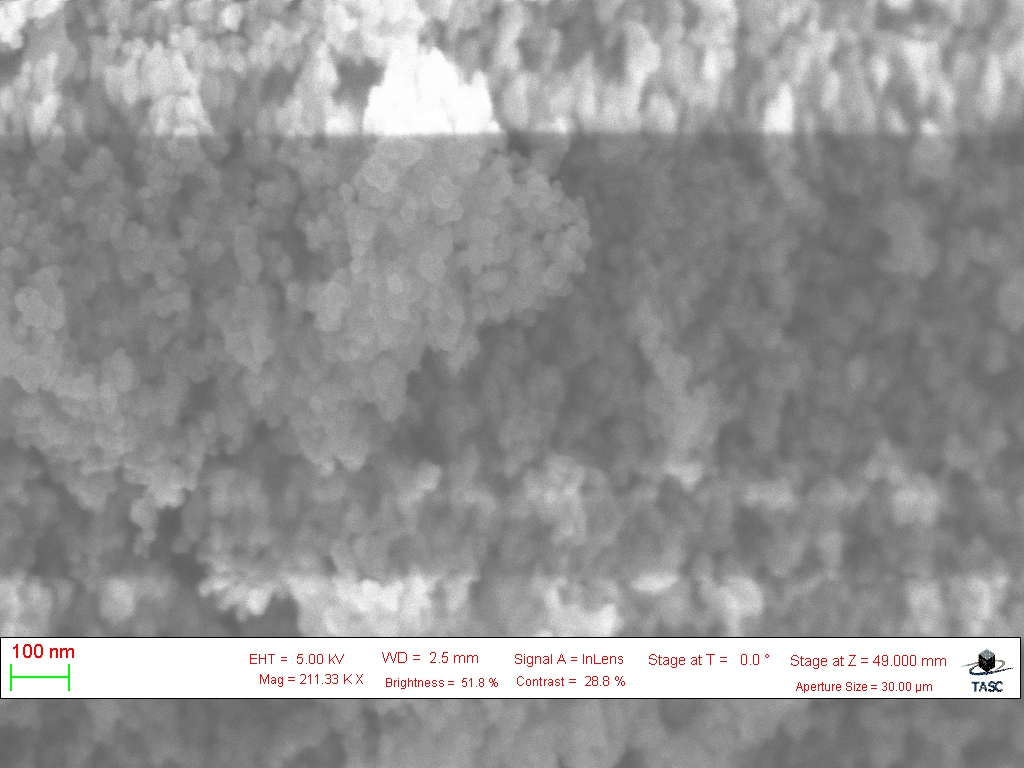 100 nm
EHT = 5.00 kV WD = 2.5 mm Signal A = InLens Stage at T = 0.0 ° Stage at Z = 49.000 mm
Mag = 211.33 K X Brightness = 51.8 % Contrast = 28.8 % Aperture Size = 30.00 µm
TASC